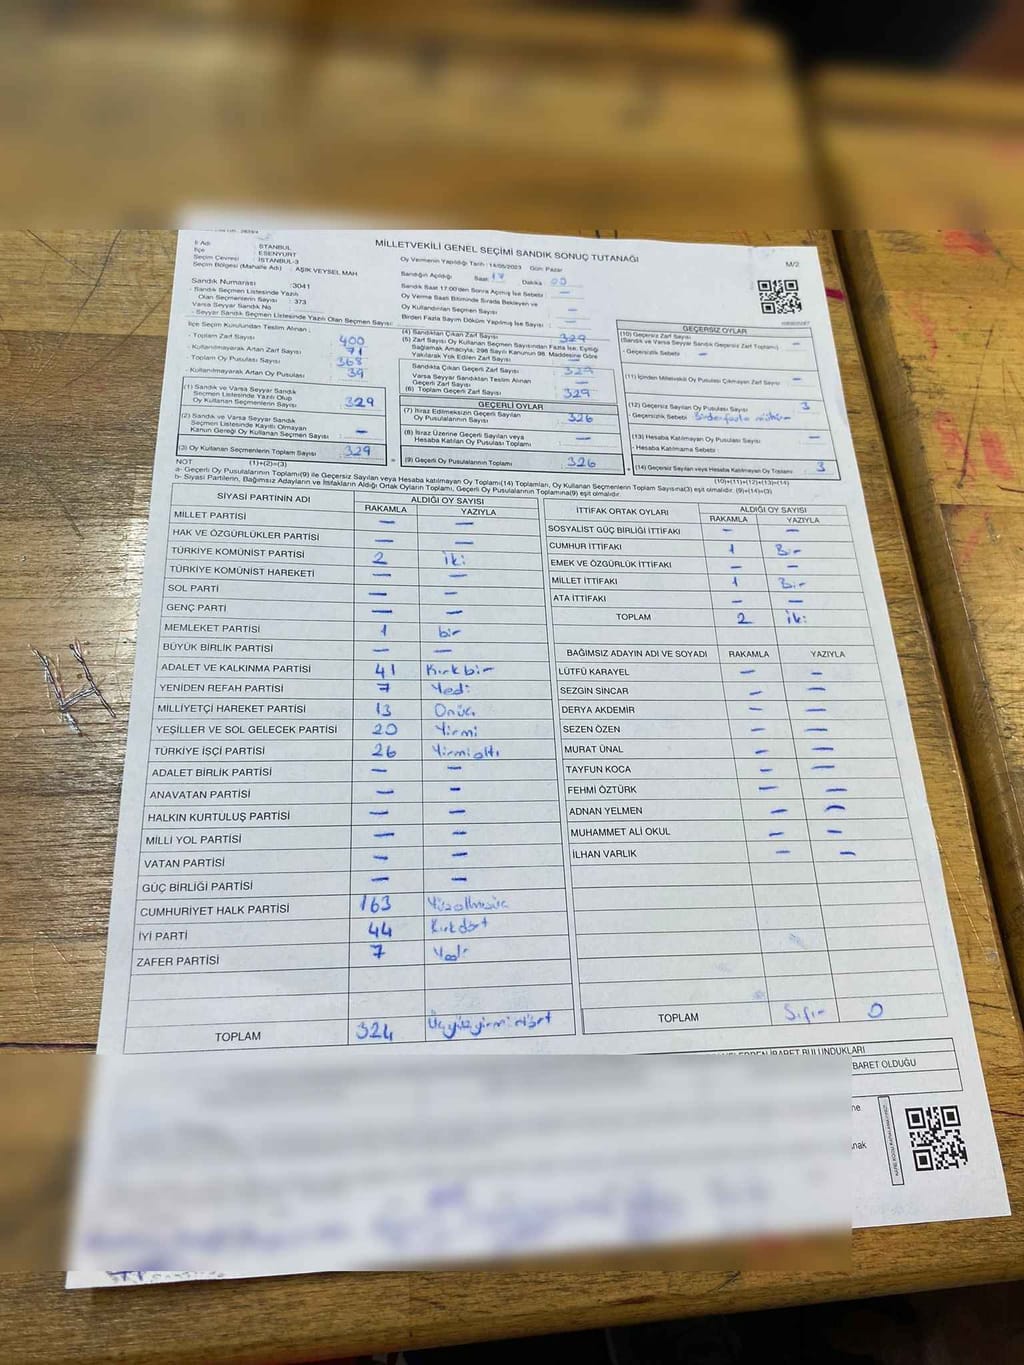 İl Adı : İSTANBUL
İlçe : ESENYURT
Seçim Çevresi : İSTANBUL-3
Seçim Bölgesi (Mahalle Adı) : AŞIK VEYSEL MAH
MİLLETVEKİLİ GENEL SEÇİMİ SANDIK SONUÇ TUTANAĞI
M/2
Oy Vermenin Yapıldığı Tarih : 14/05/2023 Gün: Pazar
Sandığın Açıldığı Saat 17 Dakika 00
Sandık Saat 17:00'den Sonra Açılmış İse Sebebi : —
Oy Verme Saati Bitiminde Sırada Bekleyen ve
Oy Kullandırılan Seçmen Sayısı —
Birden Fazla Sayım Döküm Yapılmış İse Sayısı : —
Sandık Numarası :3041
- Sandık Seçmen Listesinde Yazılı
Olan Seçmenlerin Sayısı : 373
Varsa Seyyar Sandık No
- Seyyar Sandık Seçmen Listesinde Yazılı Olan Seçmen Sayısı:
İlçe Seçim Kurulundan Teslim Alınan ;
- Toplam Zarf Sayısı 400
- Kullanılmayarak Artan Zarf Sayısı 71
- Toplam Oy Pusulası Sayısı 368
- Kullanılmayarak Artan Oy Pusulası 39
(1) Sandık ve Varsa Seyyar Sandık
Seçmen Listesinde Yazılı Olup
Oy Kullanan Seçmenlerin Sayısı 329
(2) Sandık ve Varsa Seyyar Sandık
Seçmen Listesinde Kayıtlı Olmayan
Kanun Gereği Oy Kullanan Seçmen Sayısı —
(3) Oy Kullanan Seçmenlerin Toplam Sayısı 329
(1)+(2)=(3)
(4) Sandıktan Çıkan Zarf Sayısı 329
(5) Zarf Sayısı Oy Kullanan Seçmen Sayısından Fazla İse, Eşitliği
Sağlamak Amacıyla, 298 Sayılı Kanunun 98. Maddesine Göre
Yakılarak Yok Edilen Zarf Sayısı —
Sandıkta Çıkan Geçerli Zarf Sayısı 329
Varsa Seyyar Sandıktan Teslim Alınan
Geçerli Zarf Sayısı
(6) Toplam Geçerli Zarf Sayısı 329
GEÇERLİ OYLAR
(7) İtiraz Edilmeksizin Geçerli Sayılan
Oy Pusulalarının Sayısı 326
(8) İtiraz Üzerine Geçerli Sayılan veya
Hesaba Katılan Oy Pusulası Toplamı —
(9) Geçerli Oy Pusulalarının Toplamı 326
GEÇERSİZ OYLAR
(10) Geçersiz Zarf Sayısı
(Sandık ve Varsa Seyyar Sandık Geçersiz Zarf Toplamı) —
- Geçersizlik Sebebi —
(11) İçinden Milletvekili Oy Pusulası Çıkmayan Zarf Sayısı —
(12) Geçersiz Sayılan Oy Pusulası Sayısı 3
- Geçersizlik Sebebi Birden fazla mühür
(13) Hesaba Katılmayan Oy Pusulası Sayısı —
- Hesaba Katılmama Sebebi
(14) Geçersiz Sayılan veya Hesaba Katılmayan Oy Toplamı 3
(10)+(11)+(12)+(13)=(14)
NOT
a- Geçerli Oy Pusulalarının Toplamı(9) ile Geçersiz Sayılan veya Hesaba Katılmayan Oy Toplamı(14) Toplamları, Oy Kullanan Seçmenlerin Toplam Sayısına(3) eşit olmalıdır. (9)+(14)=(3)
b- Siyasi Partilerin, Bağımsız Adayların ve İttifakların Aldığı Ortak Oyların Toplamı, Geçerli Oy Pusulalarının Toplamına(9) eşit olmalıdır.
SİYASİ PARTİNİN ADI ALDIĞI OY SAYISI
RAKAMLA YAZIYLA
MİLLET PARTİSİ — —
HAK VE ÖZGÜRLÜKLER PARTİSİ — —
TÜRKİYE KOMÜNİST PARTİSİ 2 iki
TÜRKİYE KOMÜNİST HAREKETİ — —
SOL PARTİ — —
GENÇ PARTİ — —
MEMLEKET PARTİSİ 1 bir
BÜYÜK BİRLİK PARTİSİ — —
ADALET VE KALKINMA PARTİSİ 41 Kırkbir
YENİDEN REFAH PARTİSİ 7 Yedi
MİLLİYETÇİ HAREKET PARTİSİ 13 Onüç
YEŞİLLER VE SOL GELECEK PARTİSİ 20 Yirmi
TÜRKİYE İŞÇİ PARTİSİ 26 Yirmialtı
ADALET BİRLİK PARTİSİ — —
ANAVATAN PARTİSİ — —
HALKIN KURTULUŞ PARTİSİ — —
MİLLİ YOL PARTİSİ — —
VATAN PARTİSİ — —
GÜÇ BİRLİĞİ PARTİSİ — —
CUMHURİYET HALK PARTİSİ 163 Yüzaltmışüç
İYİ PARTİ 44 Kırkdört
ZAFER PARTİSİ 7 Yedi
TOPLAM 324 Üçyüzyirmidört
İTTİFAK ORTAK OYLARI ALDIĞI OY SAYISI
RAKAMLA YAZIYLA
SOSYALİST GÜÇ BİRLİĞİ İTTİFAKI — —
CUMHUR İTTİFAKI 1 Bir
EMEK VE ÖZGÜRLÜK İTTİFAKI — —
MİLLET İTTİFAKI 1 Bir
ATA İTTİFAKI — —
TOPLAM 2 iki
BAĞIMSIZ ADAYIN ADI VE SOYADI RAKAMLA YAZIYLA
LÜTFÜ KARAYEL — —
SEZGİN SİNCAR — —
DERYA AKDEMİR — —
SEZEN ÖZEN — —
MURAT ÜNAL — —
TAYFUN KOCA — —
FEHMİ ÖZTÜRK — —
ADNAN YELMEN — —
MUHAMMET ALİ OKUL — —
İLHAN VARLIK — —
TOPLAM Sıfır 0
İBARET BULUNDUKLARI
BARET OLDUĞU